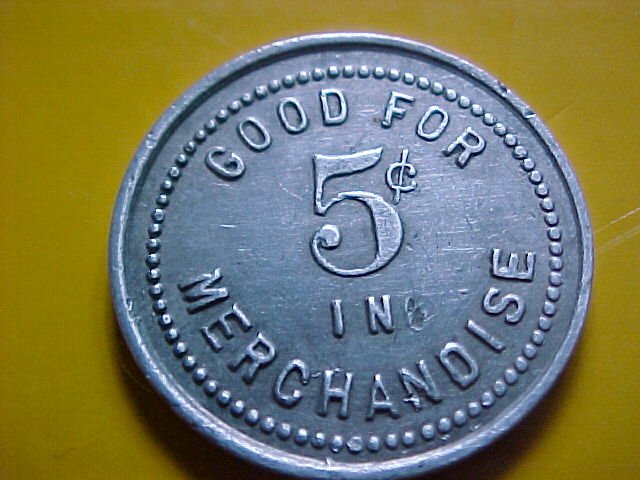 GOOD FOR
5¢
IN
MERCHANDISE